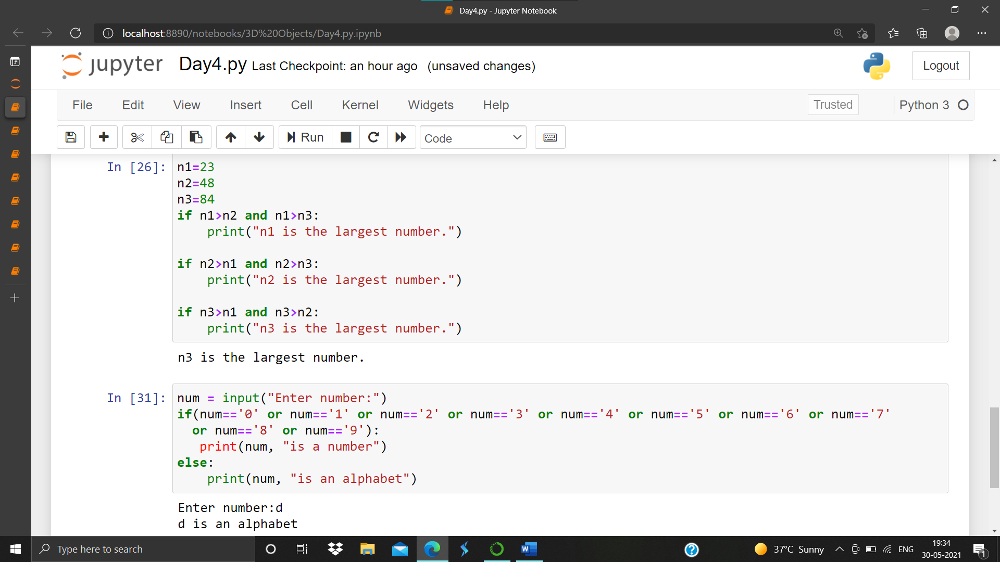 Day4.py - Jupyter Notebook
localhost:8890/notebooks/3D%20Objects/Day4.py.ipynb
jupyter Day4.py Last Checkpoint: an hour ago (unsaved changes)
Logout
File Edit View Insert Cell Kernel Widgets Help
Trusted
Python 3
Run
Code
In [26]: n1=23
n2=48
n3=84
if n1>n2 and n1>n3:
    print("n1 is the largest number.")
if n2>n1 and n2>n3:
    print("n2 is the largest number.")
if n3>n1 and n3>n2:
    print("n3 is the largest number.")
n3 is the largest number.
In [31]: num = input("Enter number:")
if(num=='0' or num=='1' or num=='2' or num=='3' or num=='4' or num=='5' or num=='6' or num=='7'
  or num=='8' or num=='9'):
   print(num, "is a number")
else:
    print(num, "is an alphabet")
Enter number:d
d is an alphabet
Type here to search
W
37°C Sunny
ENG
19:34
30-05-2021
1